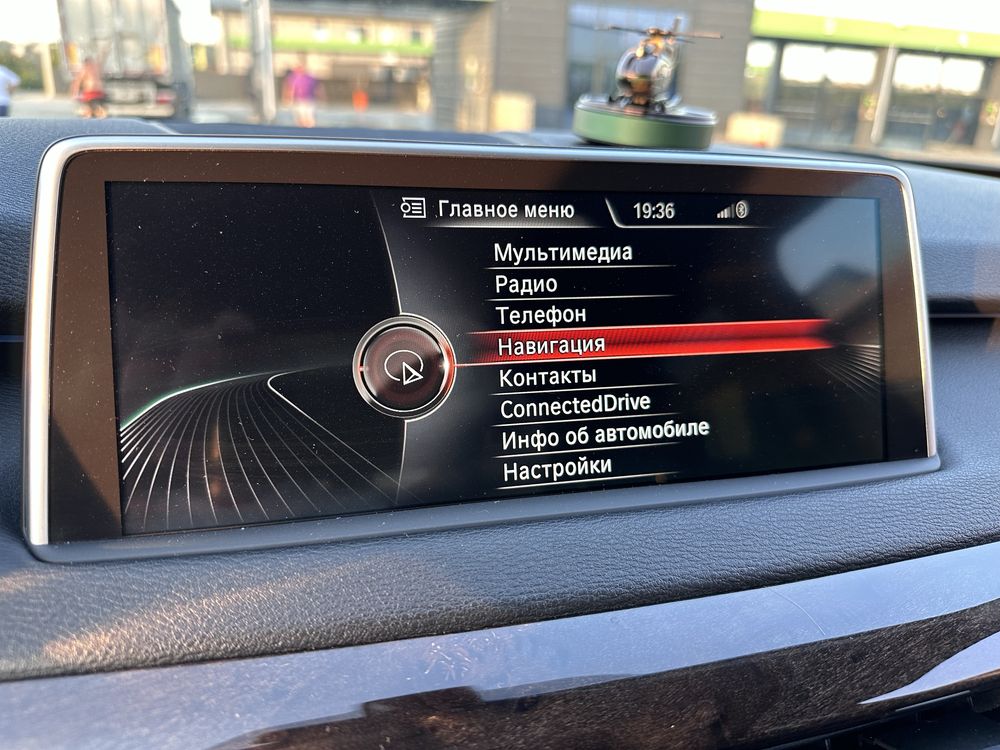 Главное меню 19:36
Мультимедиа
Радио
Телефон
Навигация
Контакты
ConnectedDrive
Инфо об автомобиле
Настройки